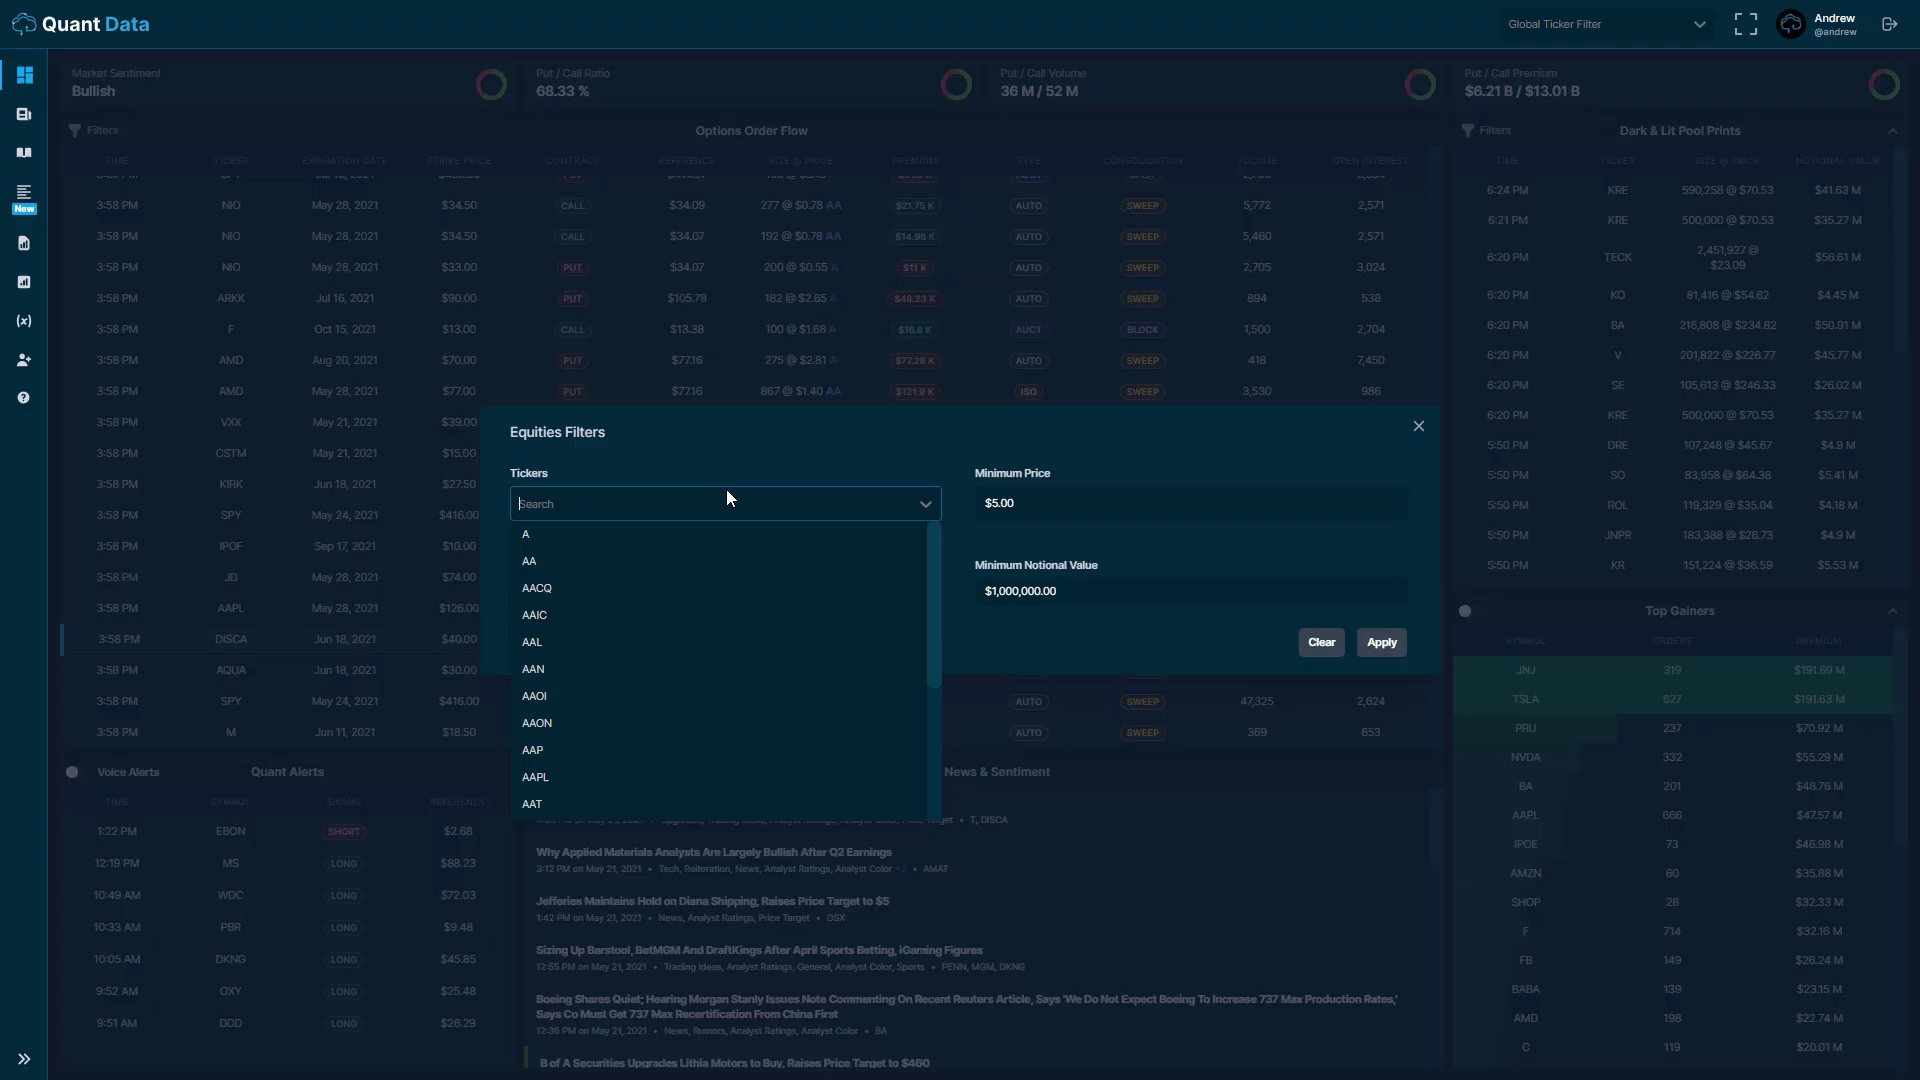 Quant Data
Global Ticker Filter
Andrew
@andrew
New
Market Sentiment
Bullish
Put / Call Ratio
68.33 %
Put / Call Volume
36 M / 52 M
Put / Call Premium
$6.21 B / $13.01 B
Filters
Options Order Flow
TIME TICKER EXPIRATION DATE STRIKE PRICE CONTRACT REFERENCE SIZE @ PRICE PREMIUM TYPE CONSOLIDATION VOLUME OPEN INTEREST
3:58 PM NIO May 28, 2021 $34.50 CALL $34.09 277 @ $0.78 AA $21.75 K AUTO SWEEP 5,772 2,571
3:58 PM NIO May 28, 2021 $34.50 CALL $34.07 192 @ $0.78 AA $14.98 K AUTO SWEEP 5,460 2,571
3:58 PM NIO May 28, 2021 $33.00 PUT $34.07 200 @ $0.55 A $11 K AUTO SWEEP 2,705 3,024
3:58 PM ARKK Jul 16, 2021 $90.00 PUT $105.78 182 @ $2.65 A $48.23 K AUTO SWEEP 894 538
3:58 PM F Oct 15, 2021 $13.00 CALL $13.38 100 @ $1.68 A $16.8 K AUCT BLOCK 1,500 2,704
3:58 PM AMD Aug 20, 2021 $70.00 PUT $77.16 275 @ $2.81 A $77.28 K AUTO SWEEP 418 7,450
3:58 PM AMD May 28, 2021 $77.00 PUT $77.16 867 @ $1.40 AA $121.9 K ISO SWEEP 3,530 986
3:58 PM VXX May 21, 2021 $39.00
3:58 PM CSTM May 21, 2021 $15.00
3:58 PM KIRK Jun 18, 2021 $27.50
3:58 PM SPY May 24, 2021 $416.00
3:58 PM IPOF Sep 17, 2021 $10.00
3:58 PM JD May 28, 2021 $74.00
3:58 PM AAPL May 28, 2021 $126.00
3:58 PM DISCA Jun 18, 2021 $40.00
3:58 PM AQUA Jun 18, 2021 $30.00
3:58 PM SPY May 24, 2021 $416.00 AUTO SWEEP 47,325 2,624
3:58 PM M Jun 11, 2021 $18.50 AUTO SWEEP 369 653
Equities Filters
Tickers
Search
A
AA
AACQ
AAIC
AAL
AAN
AAOI
AAON
AAP
AAPL
AAT
Minimum Price
$5.00
Minimum Notional Value
$1,000,000.00
Clear
Apply
Filters
Dark & Lit Pool Prints
TIME TICKER SIZE @ PRICE NOTIONAL VALUE
6:24 PM KRE 590,258 @ $70.53 $41.63 M
6:21 PM KRE 500,000 @ $70.53 $35.27 M
6:20 PM TECK 2,451,927 @
$23.09 $56.61 M
6:20 PM KO 81,416 @ $54.62 $4.45 M
6:20 PM BA 216,808 @ $234.82 $50.91 M
6:20 PM V 201,822 @ $226.77 $45.77 M
6:20 PM SE 105,613 @ $246.33 $26.02 M
6:20 PM KRE 500,000 @ $70.53 $35.27 M
5:50 PM DRE 107,248 @ $45.67 $4.9 M
5:50 PM SO 83,958 @ $64.38 $5.41 M
5:50 PM ROL 119,329 @ $35.04 $4.18 M
5:50 PM JNPR 183,388 @ $26.73 $4.9 M
5:50 PM KR 151,224 @ $36.59 $5.53 M
Top Gainers
SYMBOL ORDERS PREMIUM
JNJ 319 $191.69 M
TSLA 627 $191.63 M
PRU 237 $70.92 M
NVDA 332 $55.29 M
BA 201 $48.76 M
AAPL 666 $47.57 M
IPOE 73 $46.98 M
AMZN 60 $35.88 M
SHOP 28 $32.33 M
F 714 $32.16 M
FB 149 $26.24 M
BABA 139 $23.15 M
AMD 198 $22.74 M
C 119 $20.01 M
Voice Alerts
Quant Alerts
TIME SYMBOL SIGNAL REFERENCE
1:22 PM EBON SHORT $2.68
12:19 PM MS LONG $88.23
10:49 AM WDC LONG $72.03
10:33 AM PBR LONG $9.48
10:05 AM DKNG LONG $45.85
9:52 AM OXY LONG $25.48
9:51 AM DDD LONG $26.29
News & Sentiment
• T, DISCA
Why Applied Materials Analysts Are Largely Bullish After Q2 Earnings
3:12 PM on May 21, 2021 • Tech, Reiteration, News, Analyst Ratings, Analyst Color +2 • AMAT
Jefferies Maintains Hold on Diana Shipping, Raises Price Target to $5
1:42 PM on May 21, 2021 • News, Analyst Ratings, Price Target • DSX
Sizing Up Barstool, BetMGM And DraftKings After April Sports Betting, iGaming Figures
12:55 PM on May 21, 2021 • Trading Ideas, Analyst Ratings, General, Analyst Color, Sports • PENN, MGM, DKNG
Boeing Shares Quiet; Hearing Morgan Stanly Issues Note Commenting On Recent Reuters Article, Says 'We Do Not Expect Boeing To Increase 737 Max Production Rates,'
Says Co Must Get 737 Max Recertification From China First
12:36 PM on May 21, 2021 • News, Rumors, Analyst Ratings, Analyst Color • BA
B of A Securities Upgrades Lithia Motors to Buy, Raises Price Target to $460